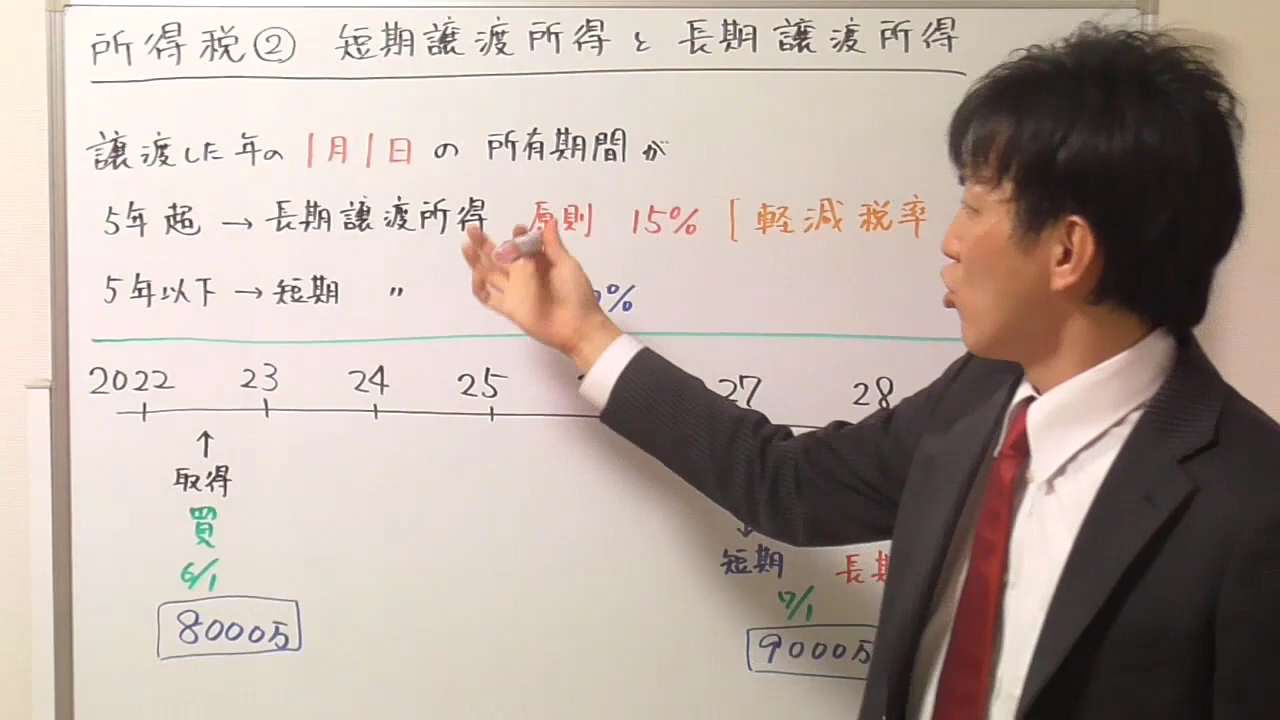 所得税② 短期譲渡所得と長期譲渡所得
譲渡した年の1月1日の所有期間が
5年超→長期譲渡所得 原則 15% [軽減税率
5年以下→短期 〃 %
2022 23 24 25 27 28
↑
取得
買
6/1
8000万
↓
短期 長期
7/1
9000万